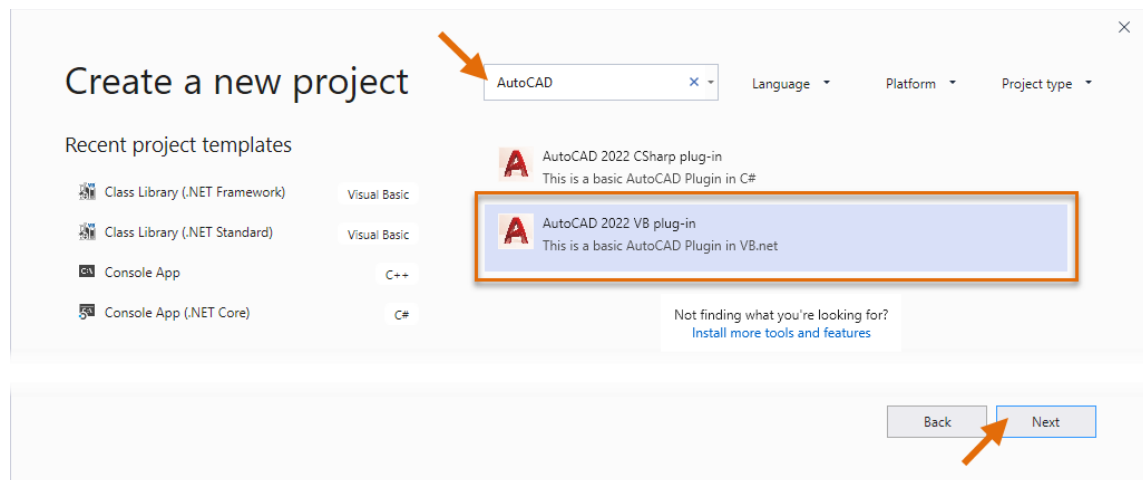 Create a new project
AutoCAD
Language
Platform
Project type
Recent project templates
Class Library (.NET Framework)
Visual Basic
Class Library (.NET Standard)
Visual Basic
Console App
C++
Console App (.NET Core)
C#
AutoCAD 2022 CSharp plug-in
This is a basic AutoCAD Plugin in C#
AutoCAD 2022 VB plug-in
This is a basic AutoCAD Plugin in VB.net
Not finding what you're looking for?
Install more tools and features
Back
Next